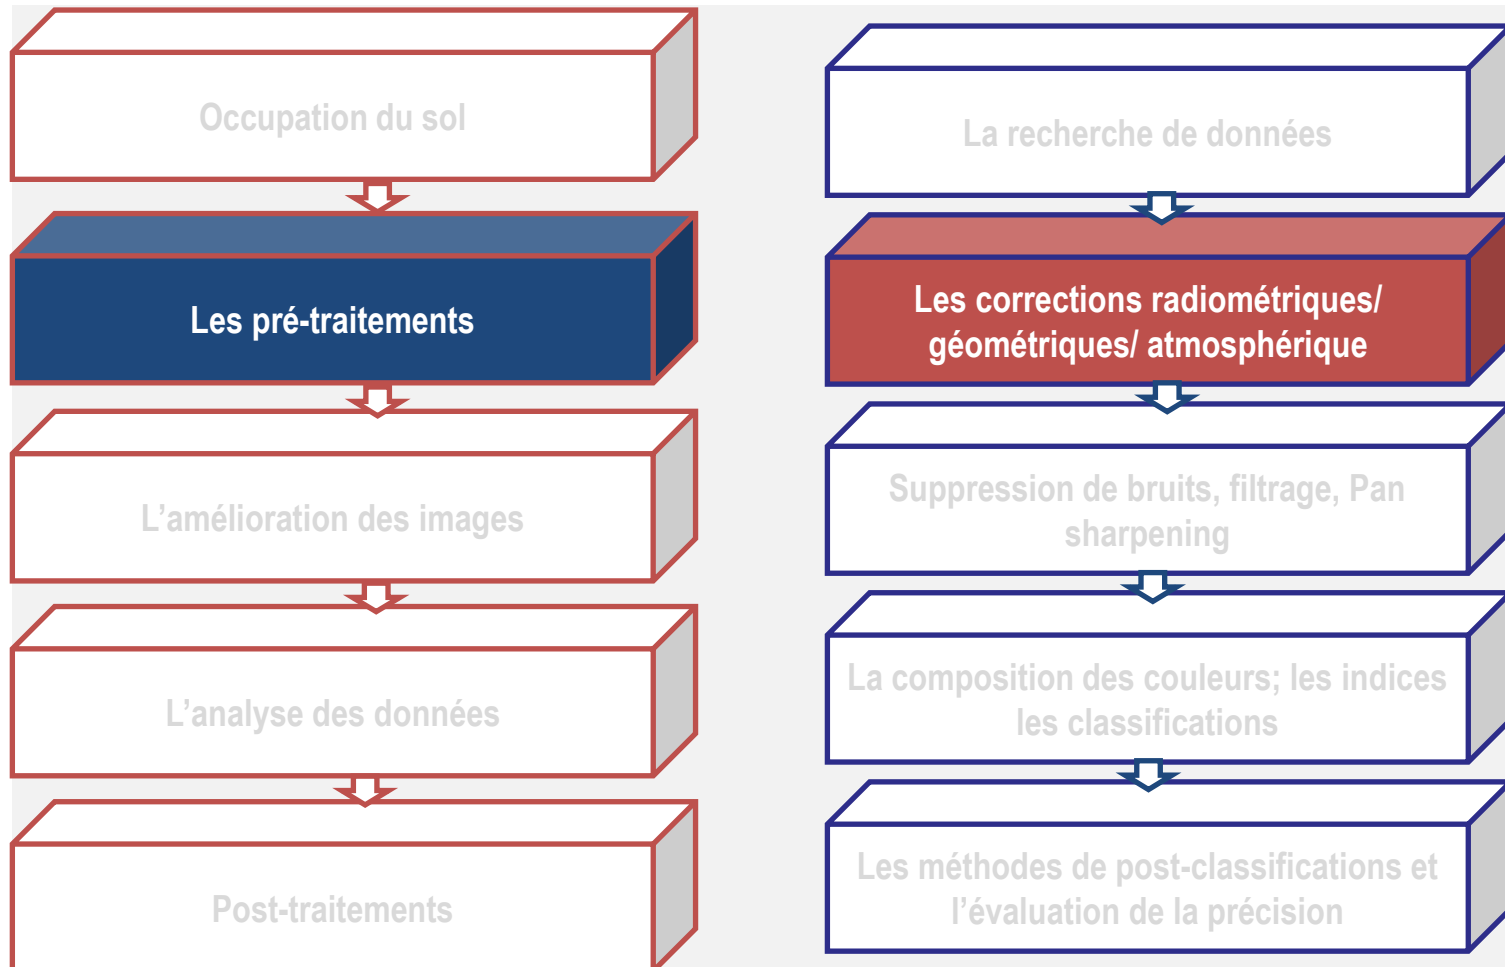 Occupation du sol
Les pré-traitements
L’amélioration des images
L’analyse des données
Post-traitements
La recherche de données
Les corrections radiométriques/
géométriques/ atmosphérique
Suppression de bruits, filtrage, Pan
sharpening
La composition des couleurs; les indices
les classifications
Les méthodes de post-classifications et
l’évaluation de la précision